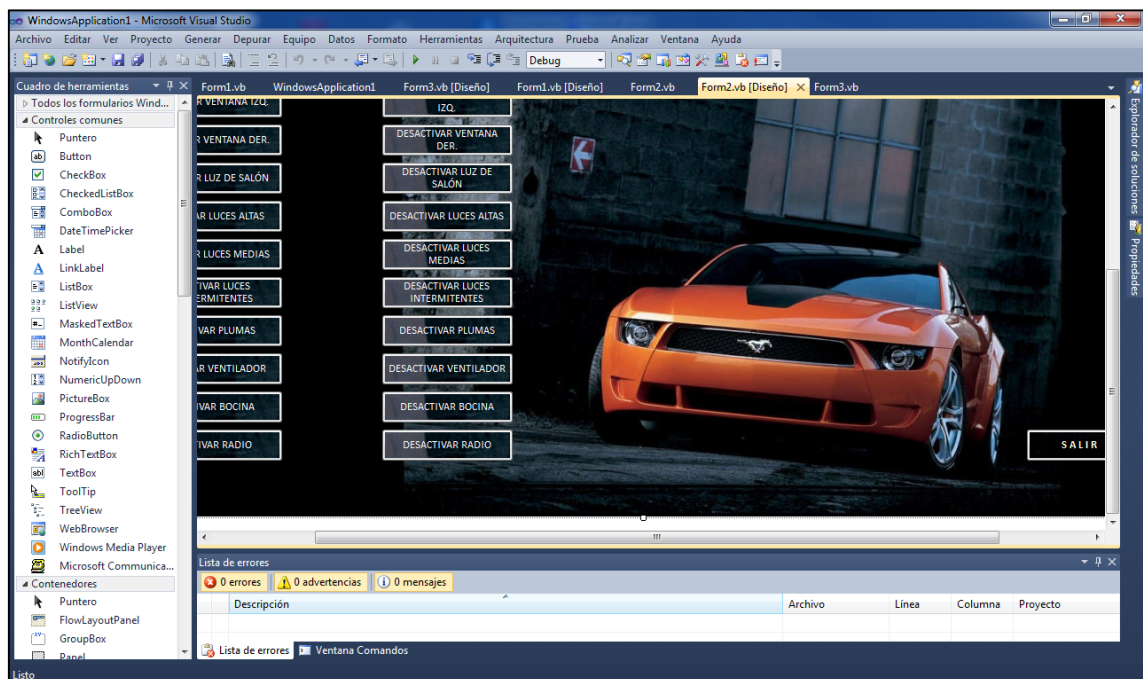 WindowsApplication1 - Microsoft Visual Studio
Archivo Editar Ver Proyecto Generar Depurar Equipo Datos Formato Herramientas Arquitectura Prueba Analizar Ventana Ayuda
Debug
Cuadro de herramientas
Form1.vb WindowsApplication1 Form3.vb [Diseño] Form1.vb [Diseño] Form2.vb Form2.vb [Diseño] Form3.vb
Todos los formularios Wind...
Controles comunes
Puntero
Button
CheckBox
CheckedListBox
ComboBox
DateTimePicker
Label
LinkLabel
ListBox
ListView
MaskedTextBox
MonthCalendar
NotifyIcon
NumericUpDown
PictureBox
ProgressBar
RadioButton
RichTextBox
TextBox
ToolTip
TreeView
WebBrowser
Windows Media Player
Microsoft Communica...
Contenedores
Puntero
FlowLayoutPanel
GroupBox
Panel
R VENTANA IZQ.
R VENTANA DER.
R LUZ DE SALÓN
AR LUCES ALTAS
R LUCES MEDIAS
TIVAR LUCES
ERMITENTES
VAR PLUMAS
AR VENTILADOR
IVAR BOCINA
IVAR RADIO
IZQ.
DESACTIVAR VENTANA
DER.
DESACTIVAR LUZ DE
SALÓN
DESACTIVAR LUCES ALTAS
DESACTIVAR LUCES
MEDIAS
DESACTIVAR LUCES
INTERMITENTES
DESACTIVAR PLUMAS
DESACTIVAR VENTILADOR
DESACTIVAR BOCINA
DESACTIVAR RADIO
SALIR
Explorador de soluciones
Propiedades
Lista de errores
0 errores 0 advertencias 0 mensajes
Descripción Archivo Línea Columna Proyecto
Lista de errores Ventana Comandos
Listo